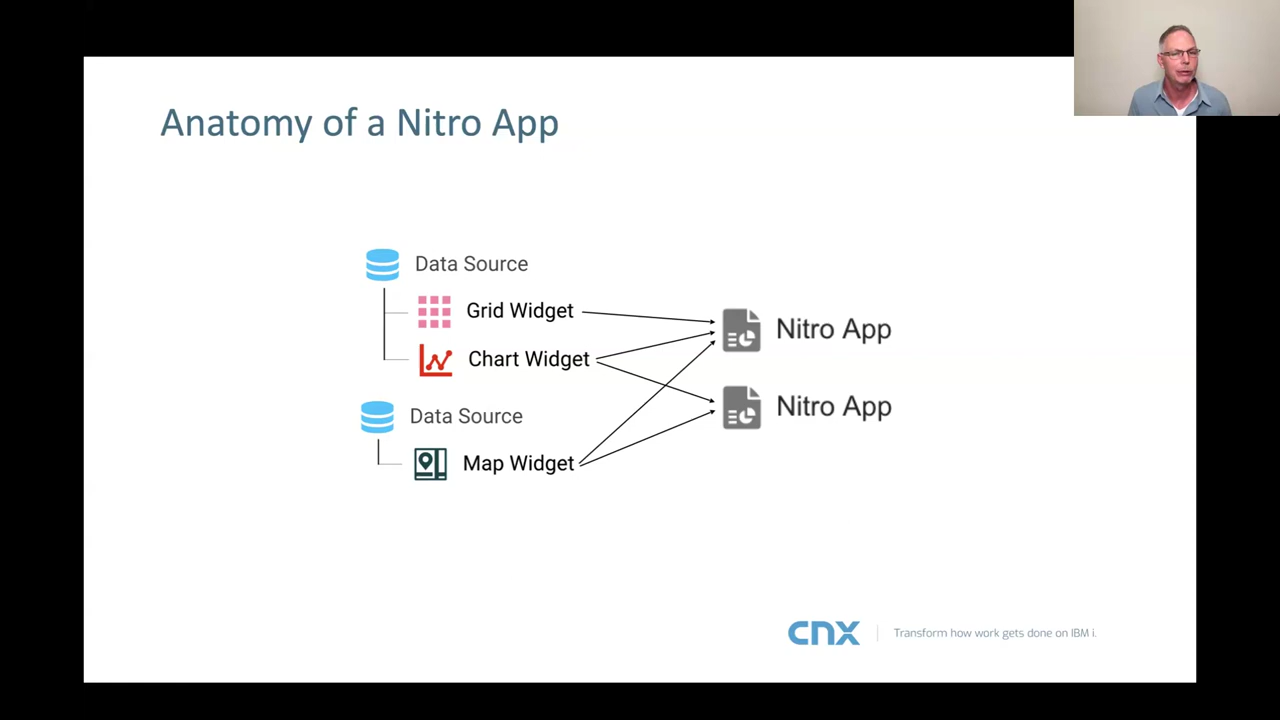 Anatomy of a Nitro App
Data Source
Grid Widget
Chart Widget
Data Source
Map Widget
Nitro App
Nitro App
CNX
Transform how work gets done on IBM i.